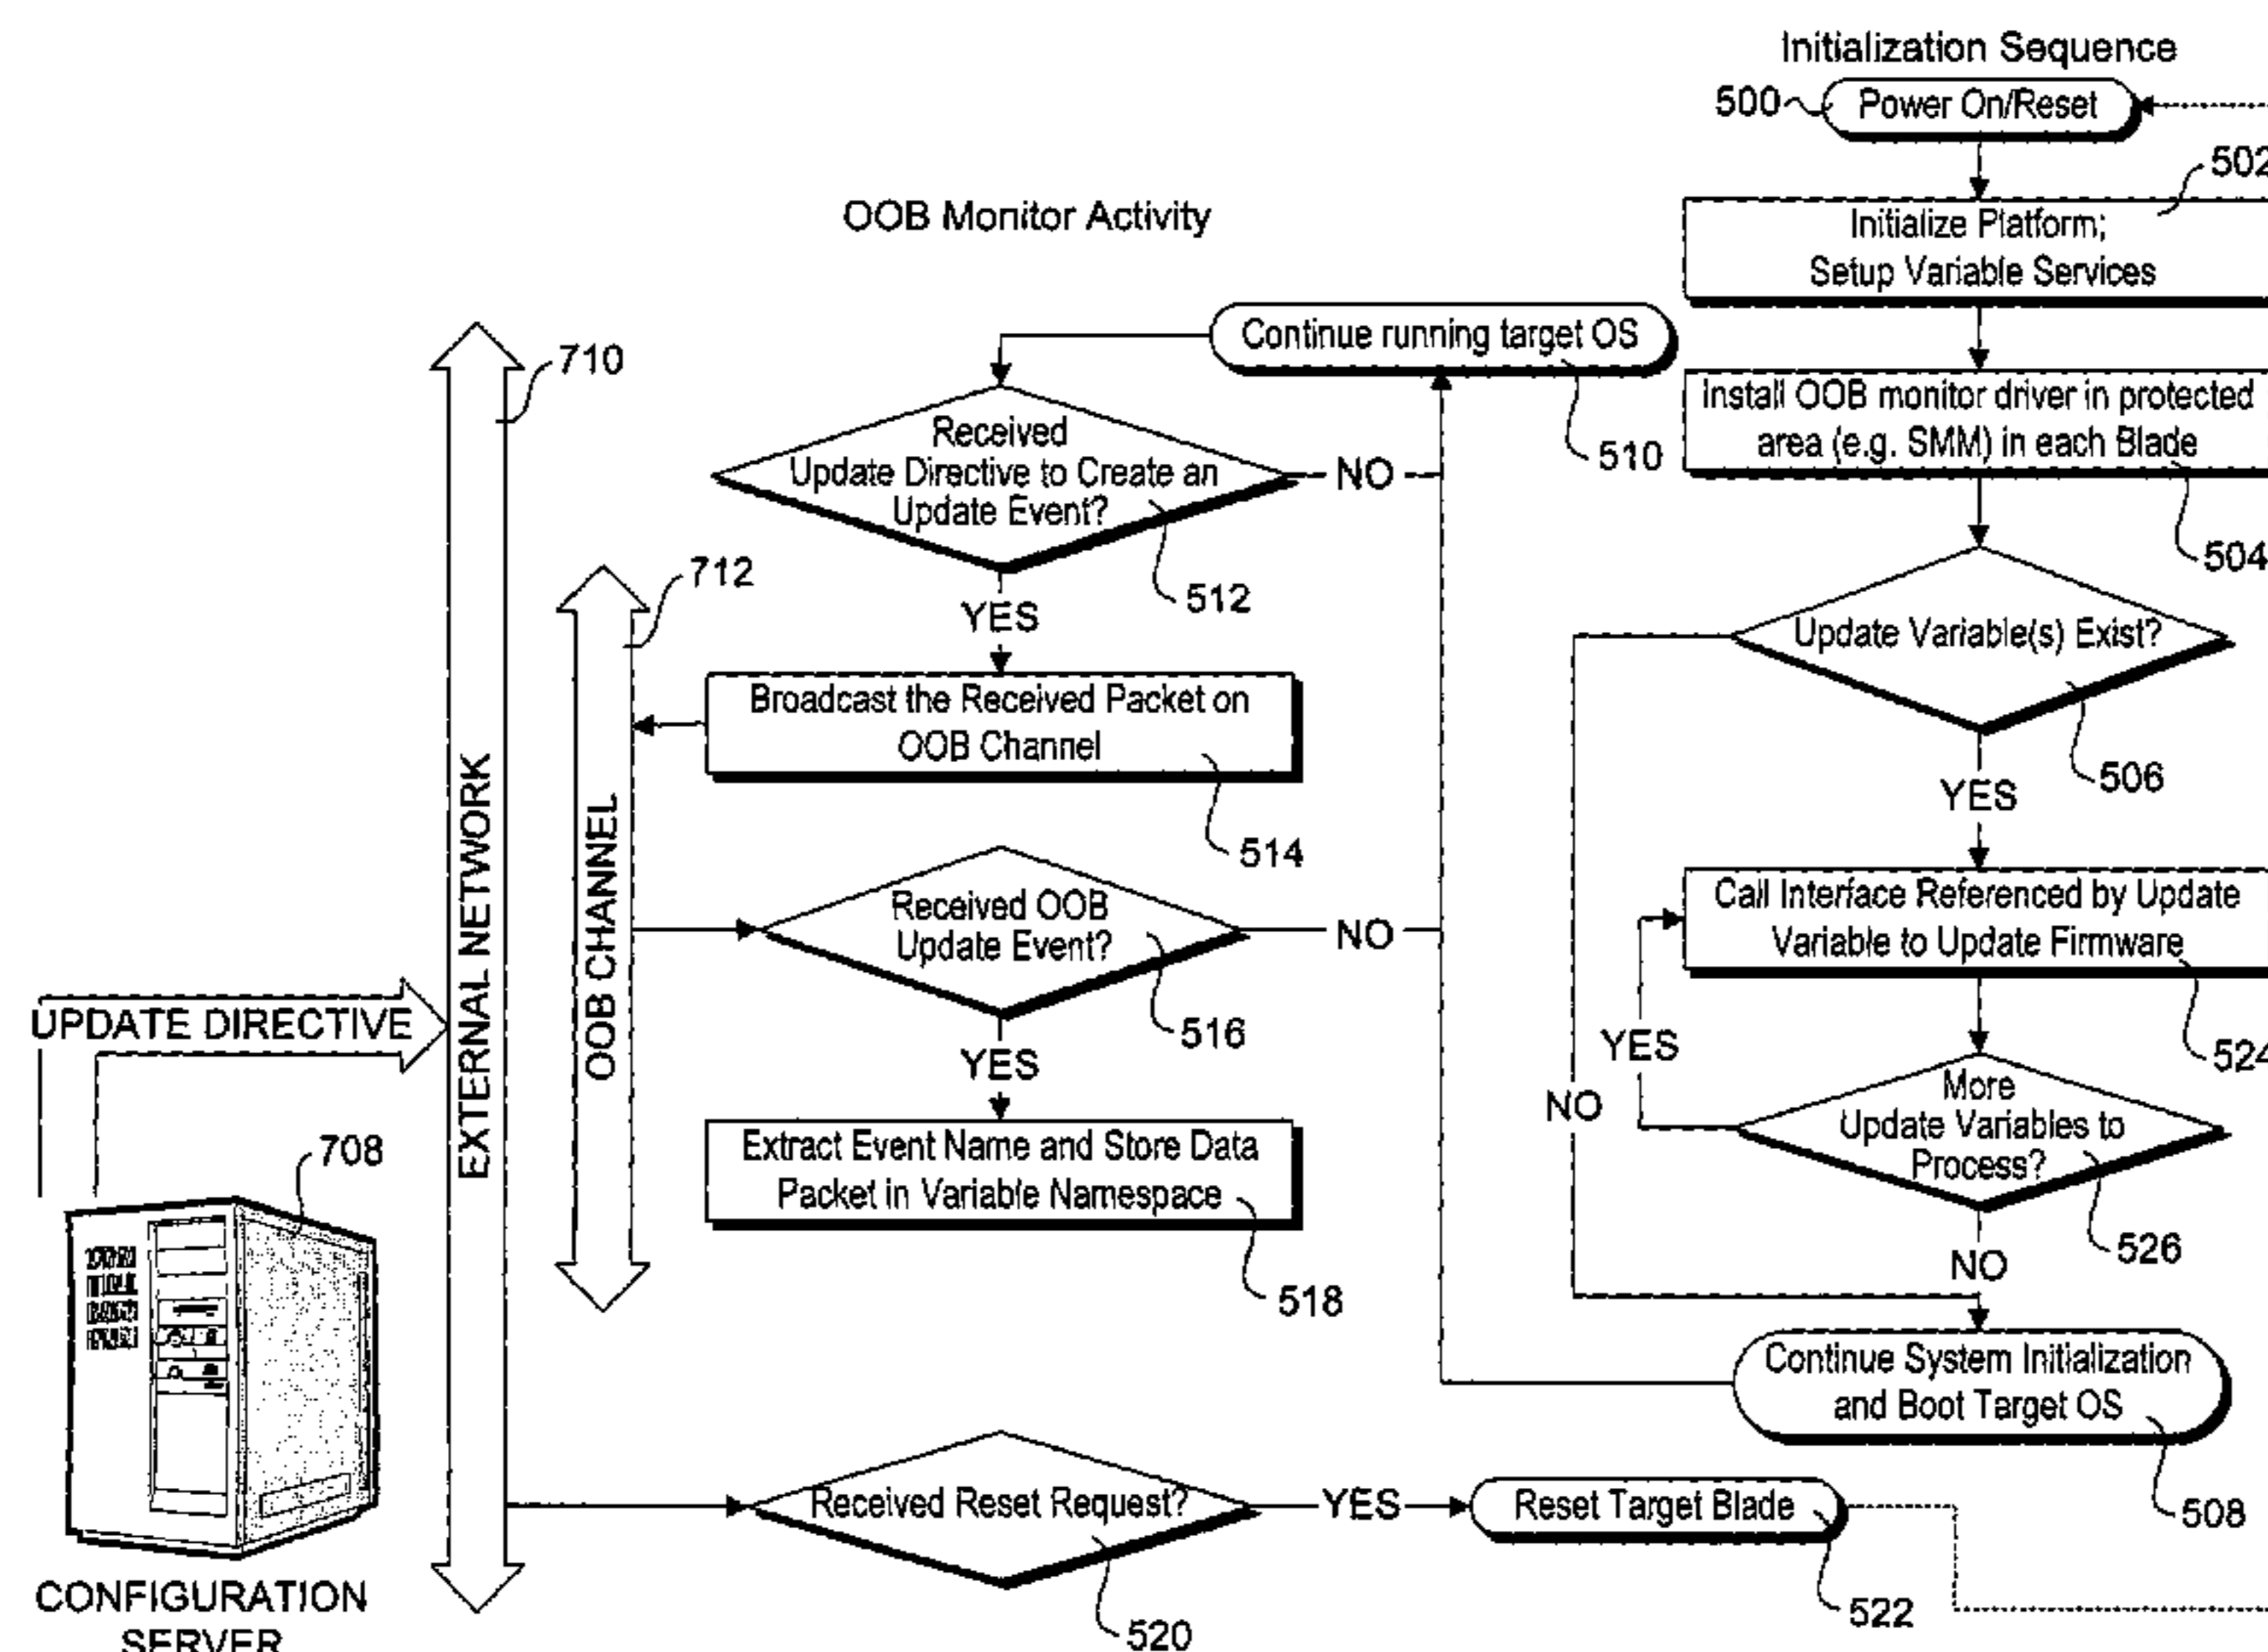 Initialization Sequence
500
Power On/Reset
502
Initialize Platform;
Setup Variable Services
OOB Monitor Activity
Continue running target OS
510
Install OOB monitor driver in protected
area (e.g. SMM) in each Blade
504
710
Received
Update Directive to Create an
Update Event?
NO
512
YES
712
Update Variable(s) Exist?
506
YES
NO
Broadcast the Received Packet on
OOB Channel
514
EXTERNAL NETWORK
OOB CHANNEL
Received OOB
Update Event?
NO
516
YES
Call Interface Referenced by Update
Variable to Update Firmware
524
YES
UPDATE DIRECTIVE
Extract Event Name and Store Data
Packet in Variable Namespace
518
More
Update Variables to
Process?
526
NO
708
Continue System Initialization
and Boot Target OS
508
Received Reset Request?
520
YES
Reset Target Blade
522
CONFIGURATION
SERVER